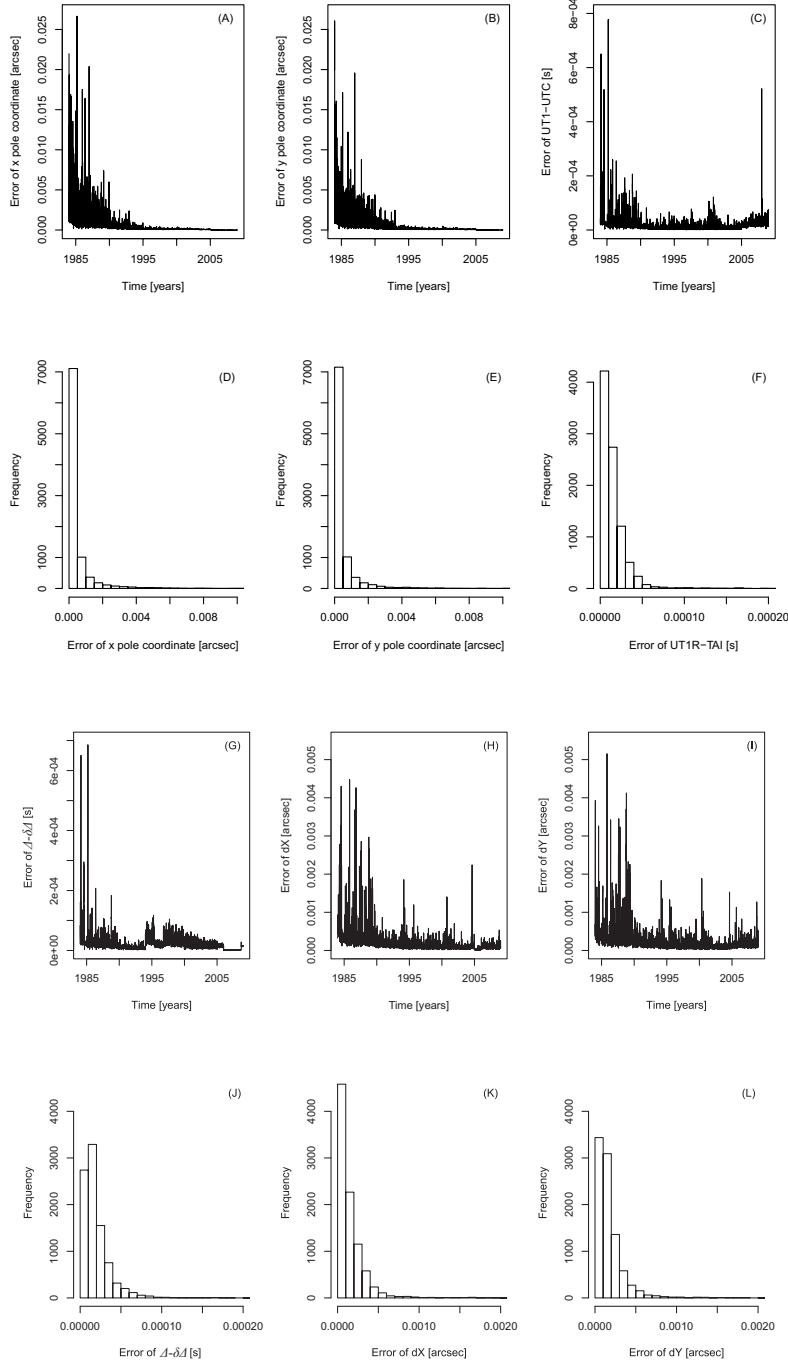 (A)
Error of x pole coordinate [arcsec]
0.000 0.005 0.010 0.015 0.020 0.025
1985 1995 2005
Time [years]
(B)
Error of y pole coordinate [arcsec]
0.000 0.005 0.010 0.015 0.020 0.025
1985 1995 2005
Time [years]
(C)
Error of UT1−UTC [s]
0e+00 2e−04 4e−04 6e−04 8e−04
1985 1995 2005
Time [years]
(D)
Frequency
0 1000 3000 5000 7000
0.000 0.004 0.008
Error of x pole coordinate [arcsec]
(E)
Frequency
0 1000 3000 5000 7000
0.000 0.004 0.008
Error of y pole coordinate [arcsec]
(F)
Frequency
0 1000 2000 3000 4000
0.00000 0.00010 0.00020
Error of UT1R−TAI [s]
(G)
Error of Δ-δΔ [s]
0e+00 2e-04 4e-04 6e-04
1985 1995 2005
Time [years]
(H)
Error of dX [arcsec]
0.000 0.001 0.002 0.003 0.004 0.005
1985 1995 2005
Time [years]
(I)
Error of dY [arcsec]
0.000 0.001 0.002 0.003 0.004 0.005
1985 1995 2005
Time [years]
(J)
Frequency
0 1000 2000 3000 4000
0.00000 0.00010 0.00020
Error of Δ-δΔ [s]
(K)
Frequency
0 1000 2000 3000 4000
0.0000 0.0010 0.0020
Error of dX [arcsec]
(L)
Frequency
0 1000 2000 3000 4000
0.0000 0.0010 0.0020
Error of dY [arcsec]